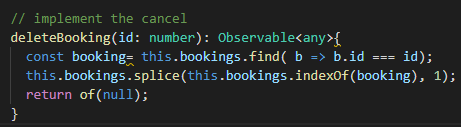 // implement the cancel
deleteBooking(id: number): Observable<any>{
const booking= this.bookings.find( b => b.id === id);
this.bookings.splice(this.bookings.indexOf(booking), 1);
return of(null);
}